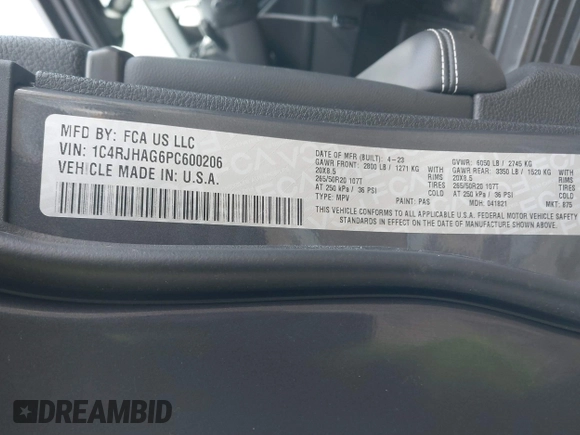 MFD BY: FCA US LLC
VIN: 1C4RJHAG6PC600206
VEHICLE MADE IN: U.S.A.
DATE OF MFR (BUILT): 4-23 GVWR: 6050 LB / 2745 KG
GAWR FRONT: 2800 LB / 1271 KG WITH GAWR REAR: 3350 LB / 1520 KG WITH
20X8.5 RIMS 20X8.5 RIMS
265/50R20 107T TIRES 265/50R20 107T TIRES
AT 250 kPa / 36 PSI COLD AT 250 kPa / 36 PSI COLD
TYPE: MPV PAINT: PAS MDH: 041821 MKT: 875
THIS VEHICLE CONFORMS TO ALL APPLICABLE U.S.A. FEDERAL MOTOR VEHICLE SAFETY
STANDARDS IN EFFECT ON THE DATE OF MANUFACTURE SHOWN ABOVE.
DREAMBID